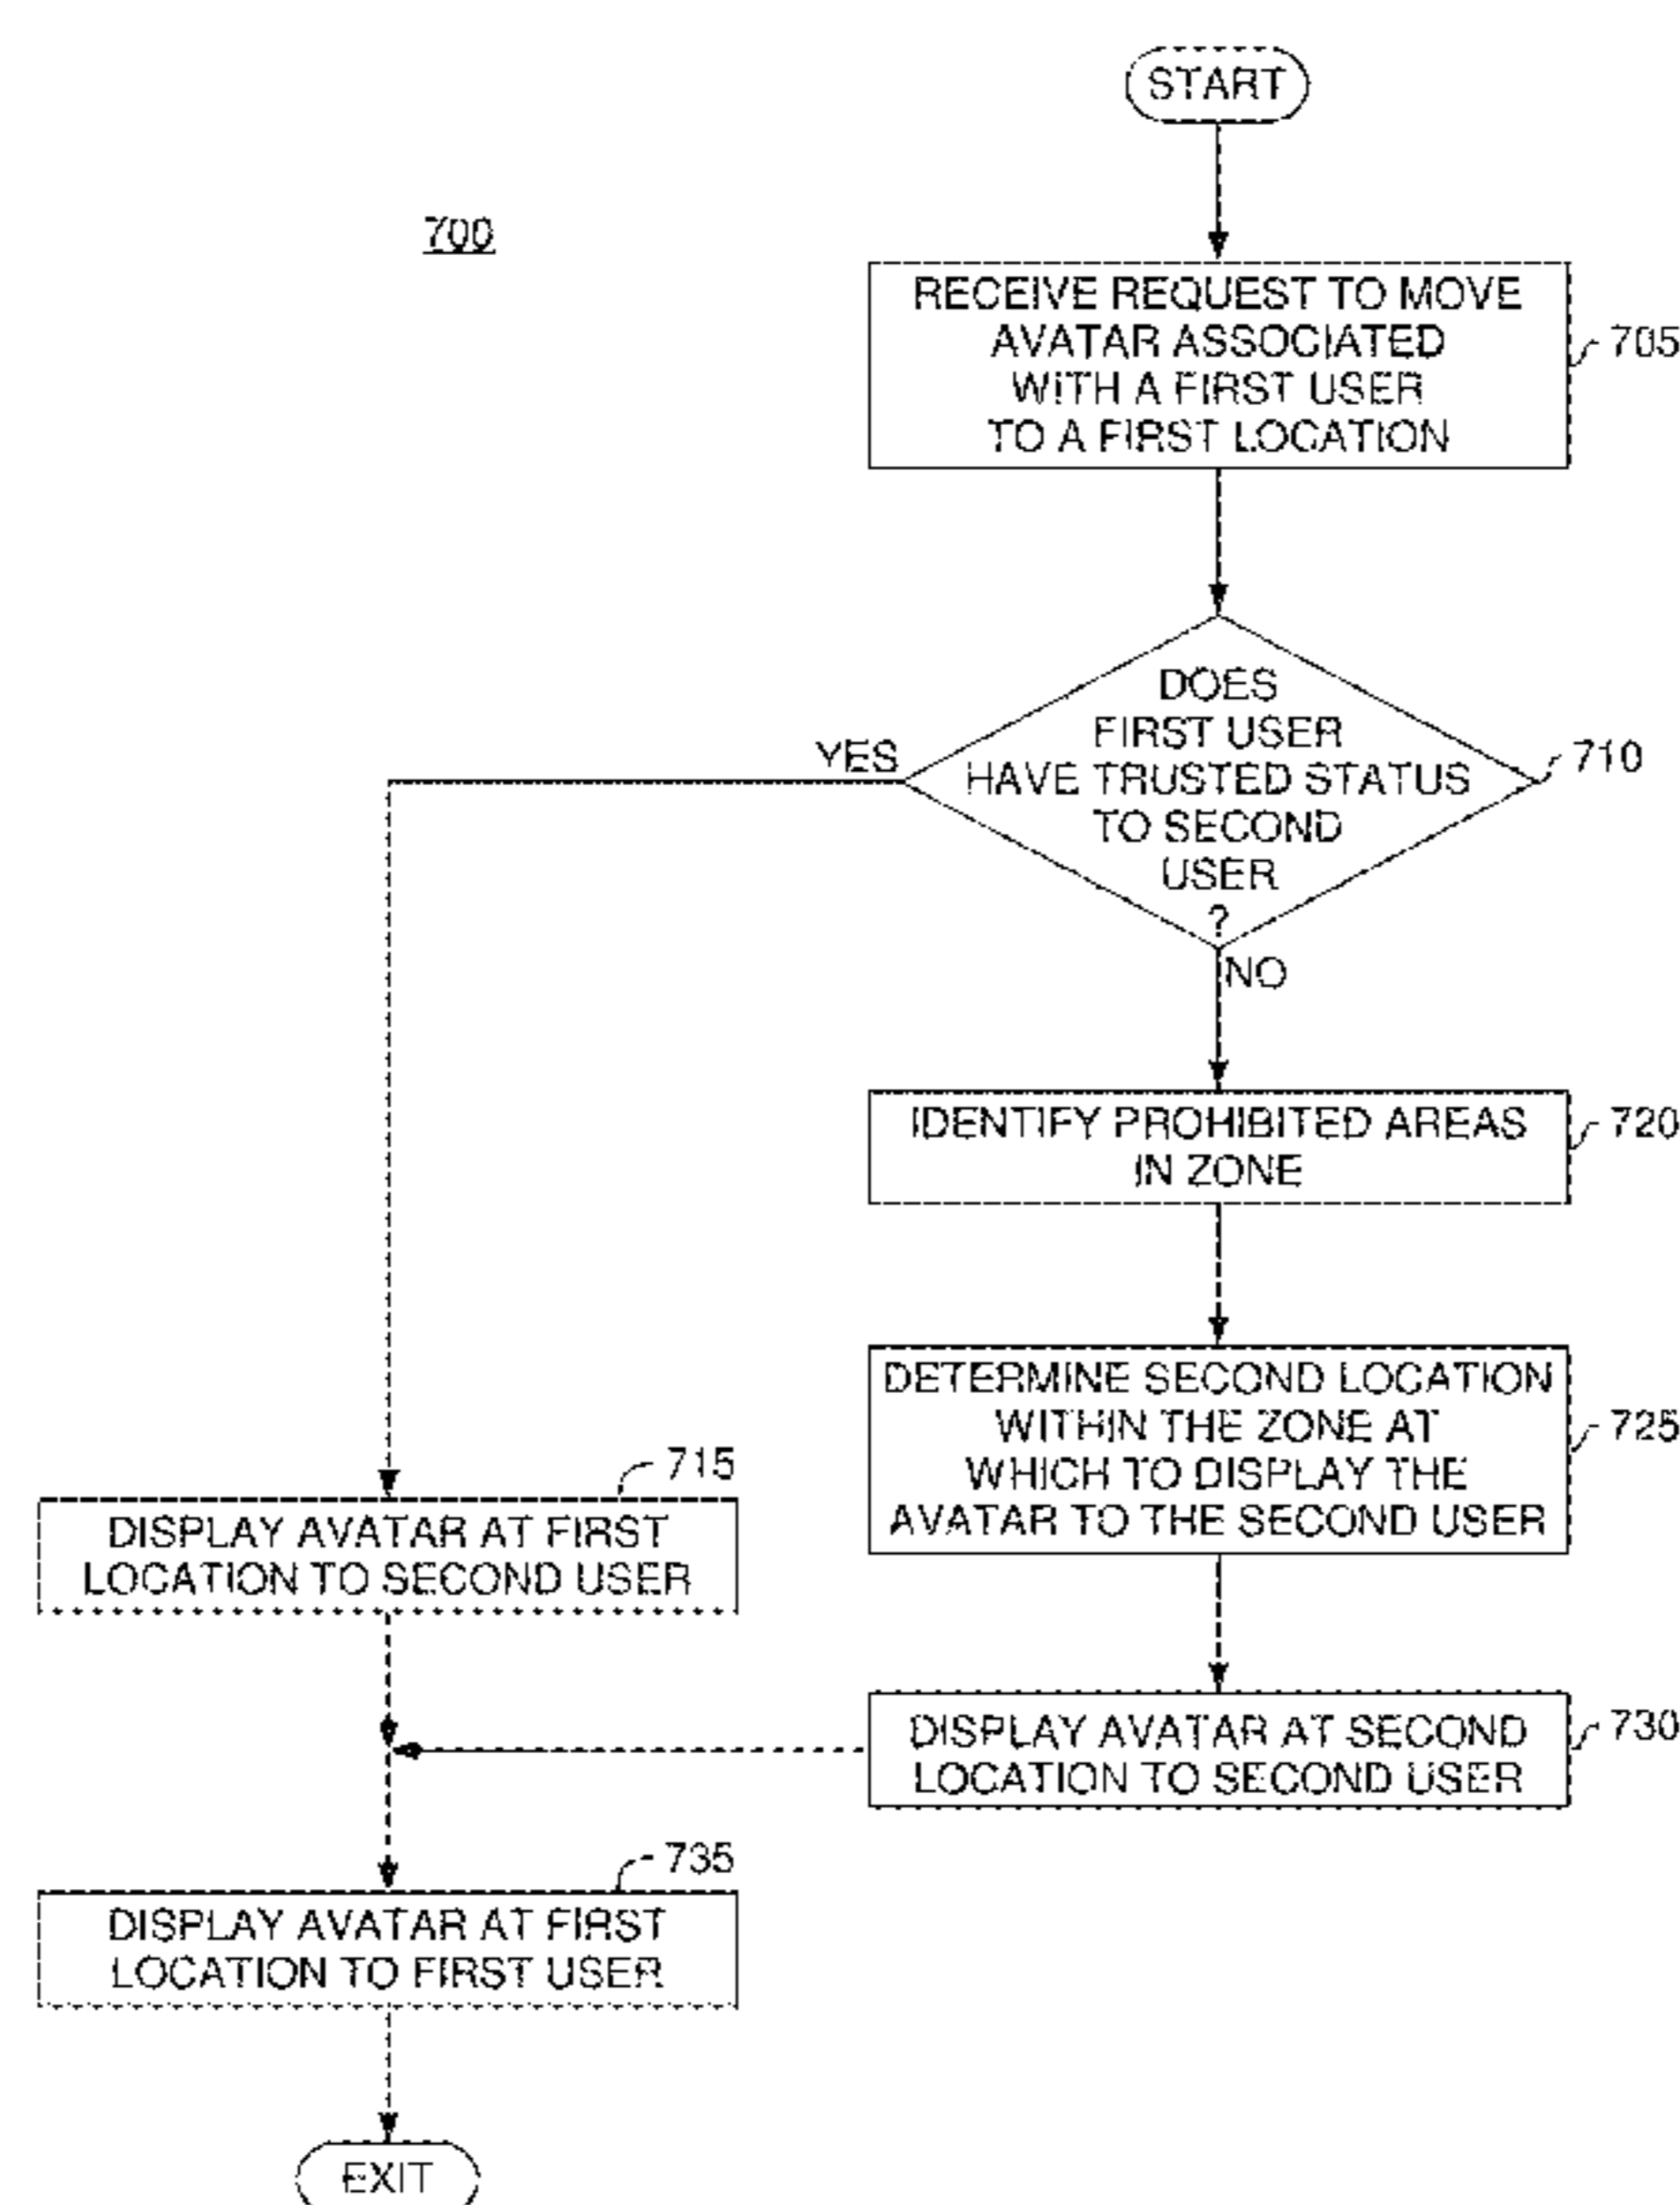 START
700
RECEIVE REQUEST TO MOVE
AVATAR ASSOCIATED
WITH A FIRST USER
TO A FIRST LOCATION
705
DOES
FIRST USER
HAVE TRUSTED STATUS
TO SECOND
USER
?
710
YES
NO
IDENTIFY PROHIBITED AREAS
IN ZONE
720
DETERMINE SECOND LOCATION
WITHIN THE ZONE AT
WHICH TO DISPLAY THE
AVATAR TO THE SECOND USER
725
715
DISPLAY AVATAR AT FIRST
LOCATION TO SECOND USER
DISPLAY AVATAR AT SECOND
LOCATION TO SECOND USER
730
735
DISPLAY AVATAR AT FIRST
LOCATION TO FIRST USER
EXIT